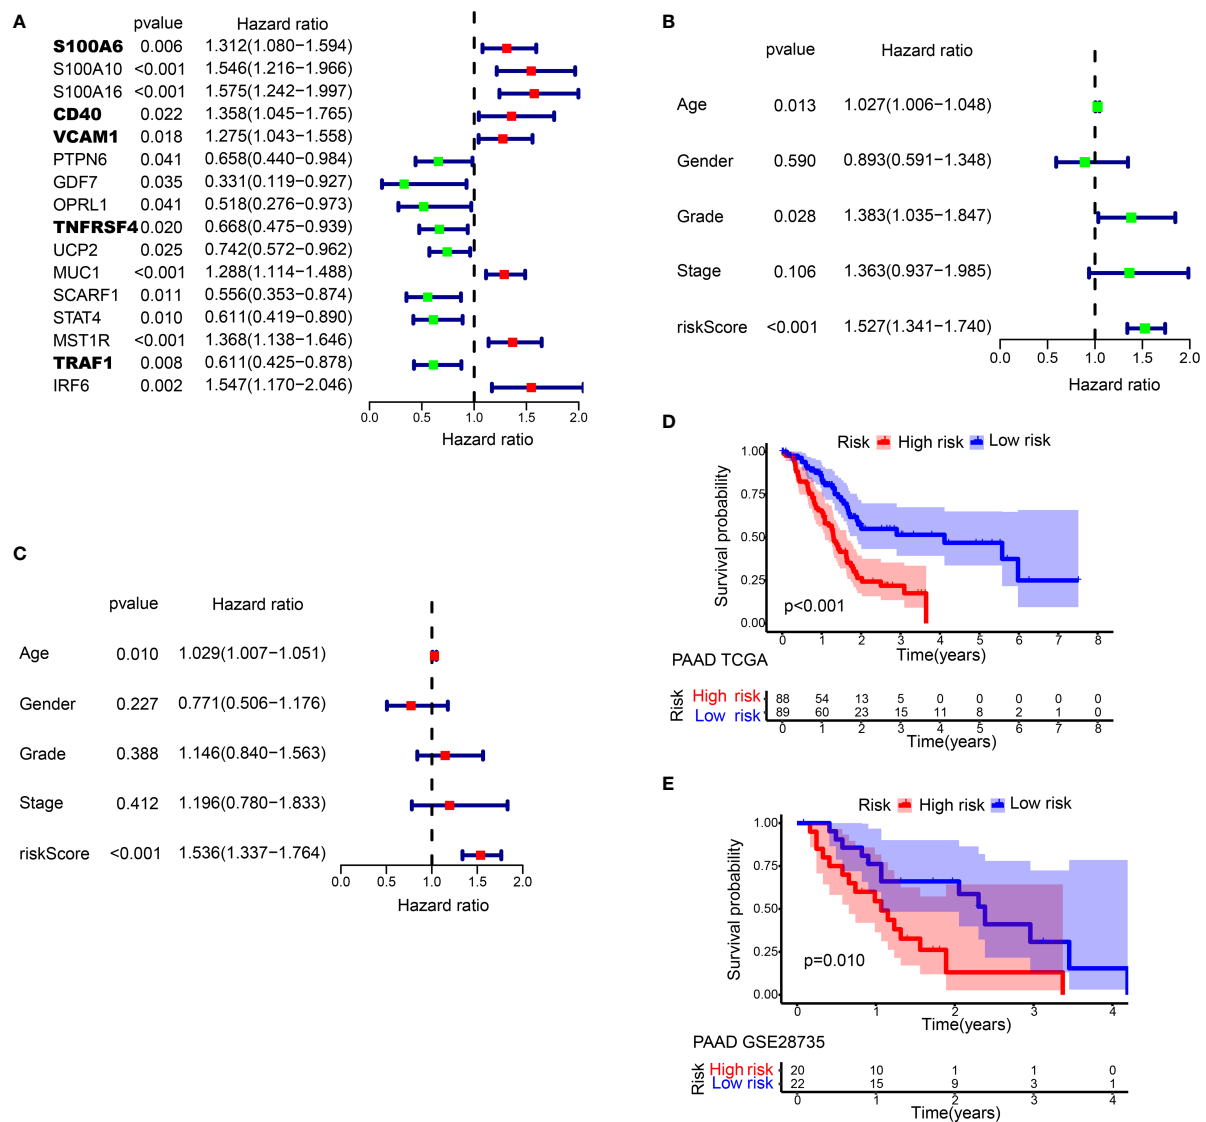 A
pvalue Hazard ratio
S100A6 0.006 1.312(1.080−1.594)
S100A10 <0.001 1.546(1.216−1.966)
S100A16 <0.001 1.575(1.242−1.997)
CD40 0.022 1.358(1.045−1.765)
VCAM1 0.018 1.275(1.043−1.558)
PTPN6 0.041 0.658(0.440−0.984)
GDF7 0.035 0.331(0.119−0.927)
OPRL1 0.041 0.518(0.276−0.973)
TNFRSF4 0.020 0.668(0.475−0.939)
UCP2 0.025 0.742(0.572−0.962)
MUC1 <0.001 1.288(1.114−1.488)
SCARF1 0.011 0.556(0.353−0.874)
STAT4 0.010 0.611(0.419−0.890)
MST1R <0.001 1.368(1.138−1.646)
TRAF1 0.008 0.611(0.425−0.878)
IRF6 0.002 1.547(1.170−2.046)
0.0 0.5 1.0 1.5 2.0
Hazard ratio
B
pvalue Hazard ratio
Age 0.013 1.027(1.006−1.048)
Gender 0.590 0.893(0.591−1.348)
Grade 0.028 1.383(1.035−1.847)
Stage 0.106 1.363(0.937−1.985)
riskScore <0.001 1.527(1.341−1.740)
0.0 0.5 1.0 1.5 2.0
Hazard ratio
C
pvalue Hazard ratio
Age 0.010 1.029(1.007−1.051)
Gender 0.227 0.771(0.506−1.176)
Grade 0.388 1.146(0.840−1.563)
Stage 0.412 1.196(0.780−1.833)
riskScore <0.001 1.536(1.337−1.764)
0.0 0.5 1.0 1.5 2.0
Hazard ratio
D
Risk High risk Low risk
Survival probability
1.00
0.75
0.50
0.25
0.00
p<0.001
0 1 2 3 4 5 6 7 8
Time(years)
PAAD TCGA
Risk
High risk 88 54 13 5 0 0 0 0 0
Low risk 89 60 23 15 11 8 2 1 0
0 1 2 3 4 5 6 7 8
Time(years)
E
Risk High risk Low risk
Survival probability
1.00
0.75
0.50
0.25
0.00
p=0.010
0 1 2 3 4
Time(years)
PAAD GSE28735
Risk
High risk 20 10 1 1 0
Low risk 22 15 9 3 1
0 1 2 3 4
Time(years)